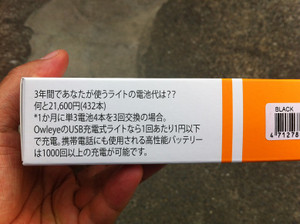 3年間であなたが使うライトの電池代は??
何と21,600円(432本)
*1か月に単3電池4本を3回交換の場合。
OwleyeのUSB充電式ライトなら1回あたり1円以下
で充電。携帯電話にも使用される高性能バッテリー
は1000回以上の充電が可能です。
BLACK
4 71278